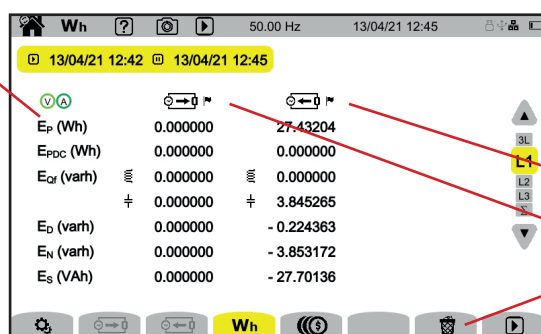 Wh ? 50.00 Hz 13/04/21 12:45
13/04/21 12:42 13/04/21 12:45
V A
EP (Wh) 0.000000 27.43204
EPDC (Wh) 0.000000 0.000000
EQf (varh) 0.000000 0.000000
0.000000 3.845265
ED (varh) 0.000000 - 0.224363
EN (varh) 0.000000 - 3.853172
ES (VAh) 0.000000 - 27.70136
3L
L1
L2
L3
Σ
Wh $